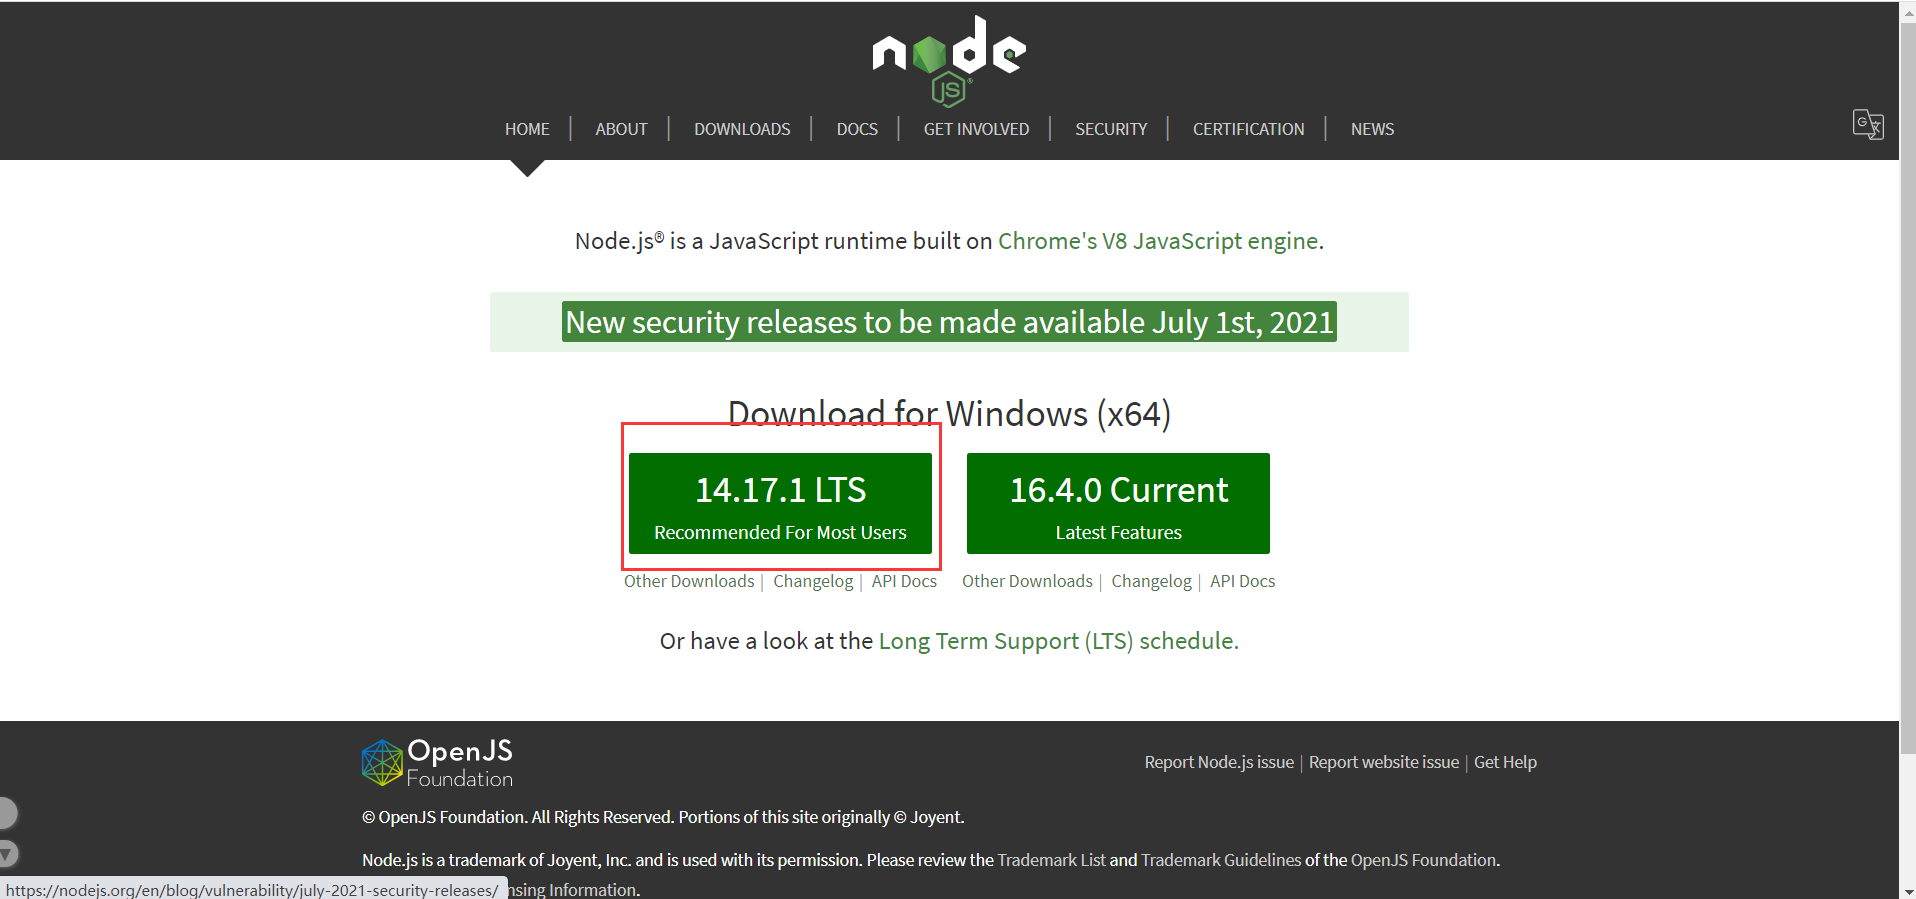 node
JS
HOME | ABOUT | DOWNLOADS | DOCS | GET INVOLVED | SECURITY | CERTIFICATION | NEWS
Node.js® is a JavaScript runtime built on Chrome's V8 JavaScript engine.
New security releases to be made available July 1st, 2021
Download for Windows (x64)
14.17.1 LTS
Recommended For Most Users
16.4.0 Current
Latest Features
Other Downloads | Changelog | API Docs
Other Downloads | Changelog | API Docs
Or have a look at the Long Term Support (LTS) schedule.
OpenJS
Foundation
Report Node.js issue | Report website issue | Get Help
© OpenJS Foundation. All Rights Reserved. Portions of this site originally © Joyent.
Node.js is a trademark of Joyent, Inc. and is used with its permission. Please review the Trademark List and Trademark Guidelines of the OpenJS Foundation.
https://nodejs.org/en/blog/vulnerability/july-2021-security-releases/ nsing Information.